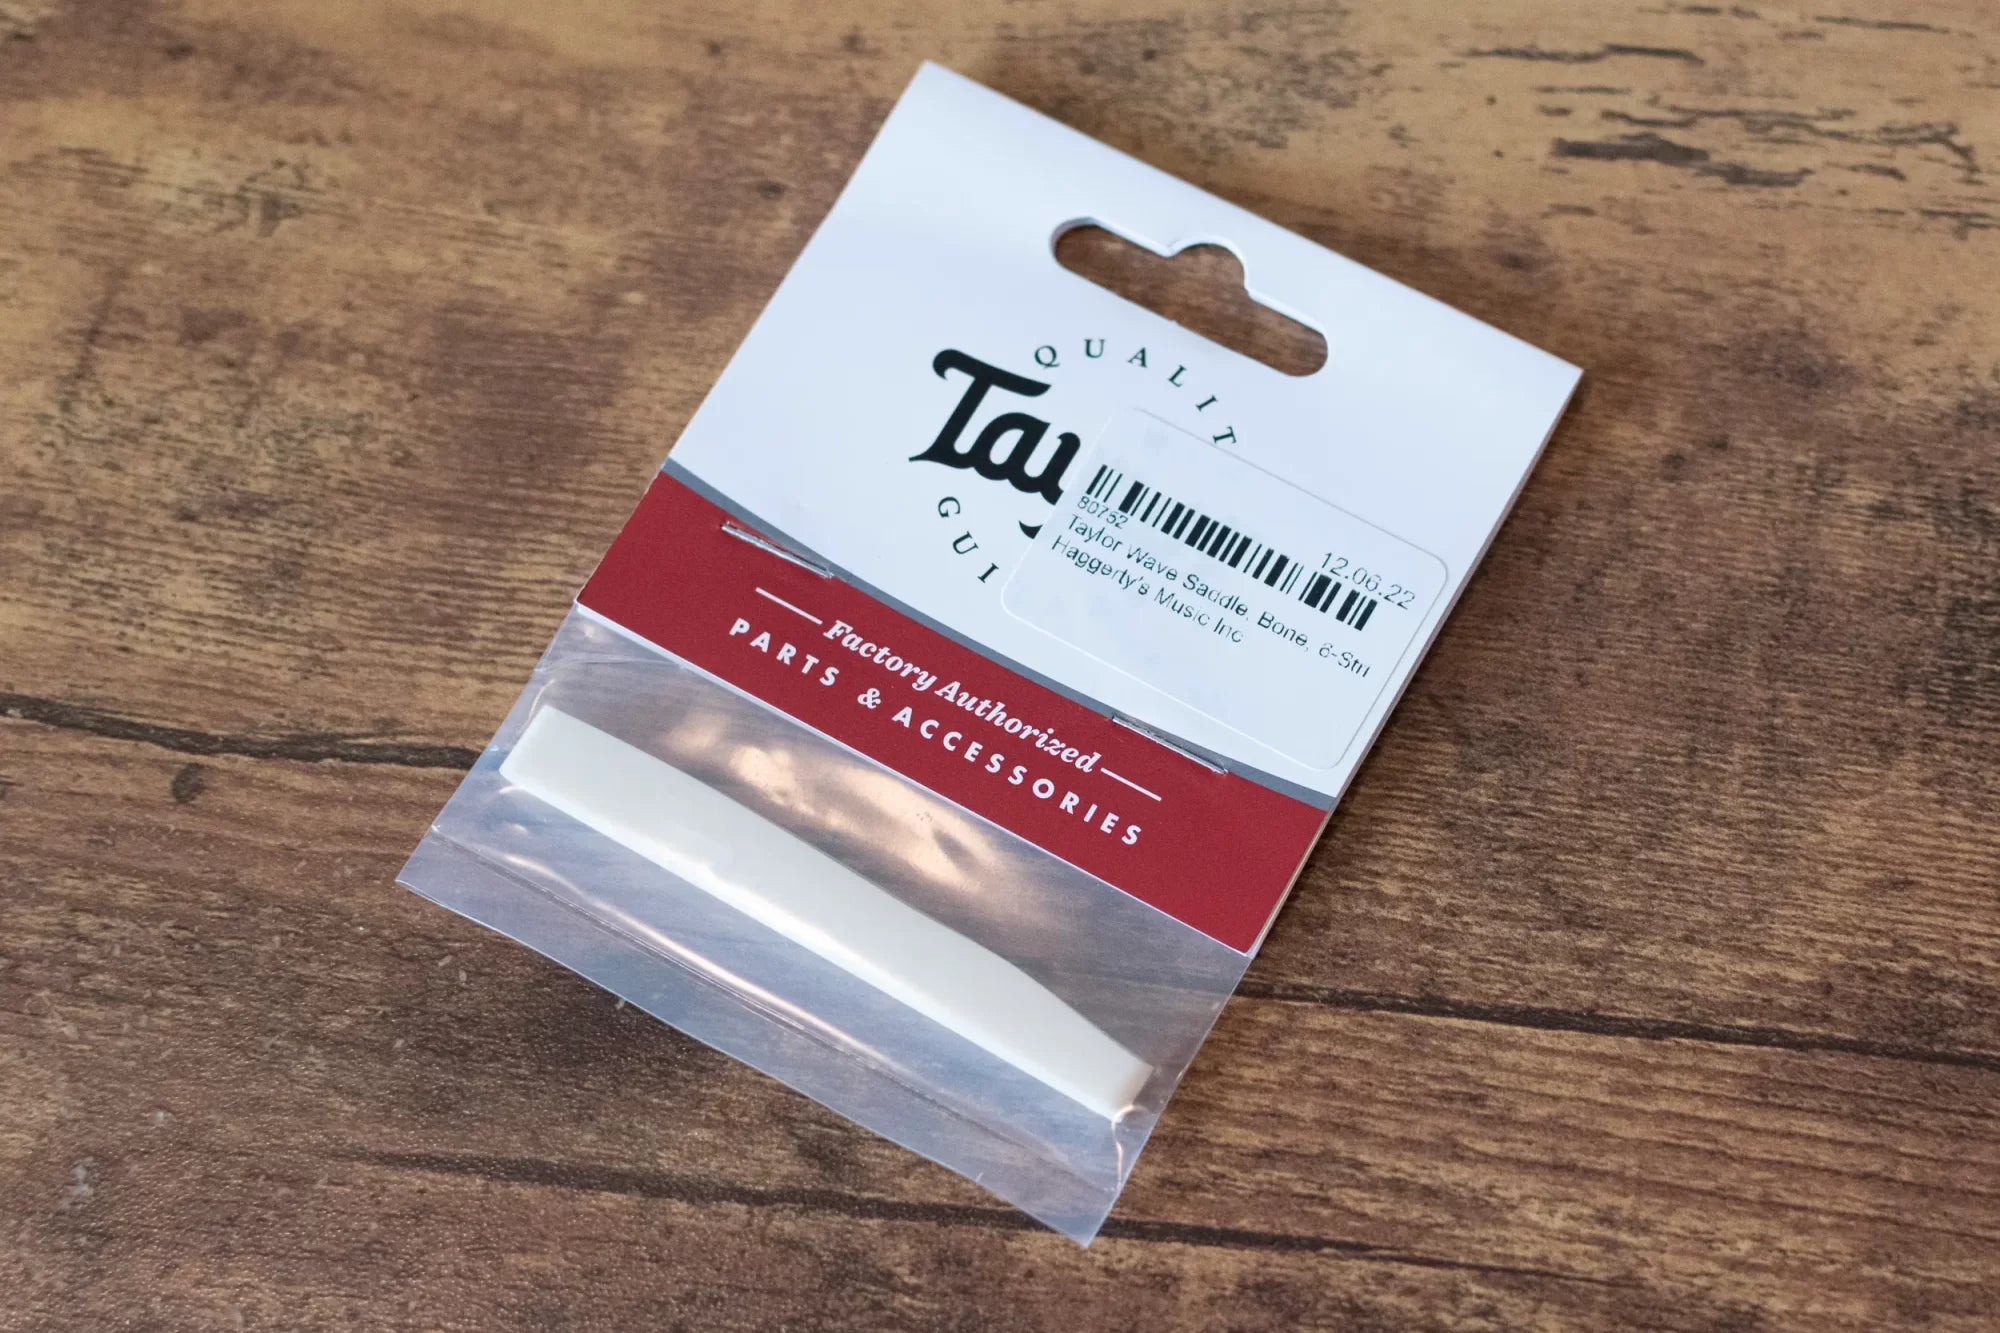 QUALIT
Tay
GUI
12.06.22
80752
Taylor Wave Saddle, Bone, 6-Stri
Haggerty's Music Inc
Factory Authorized
PARTS & ACCESSORIES